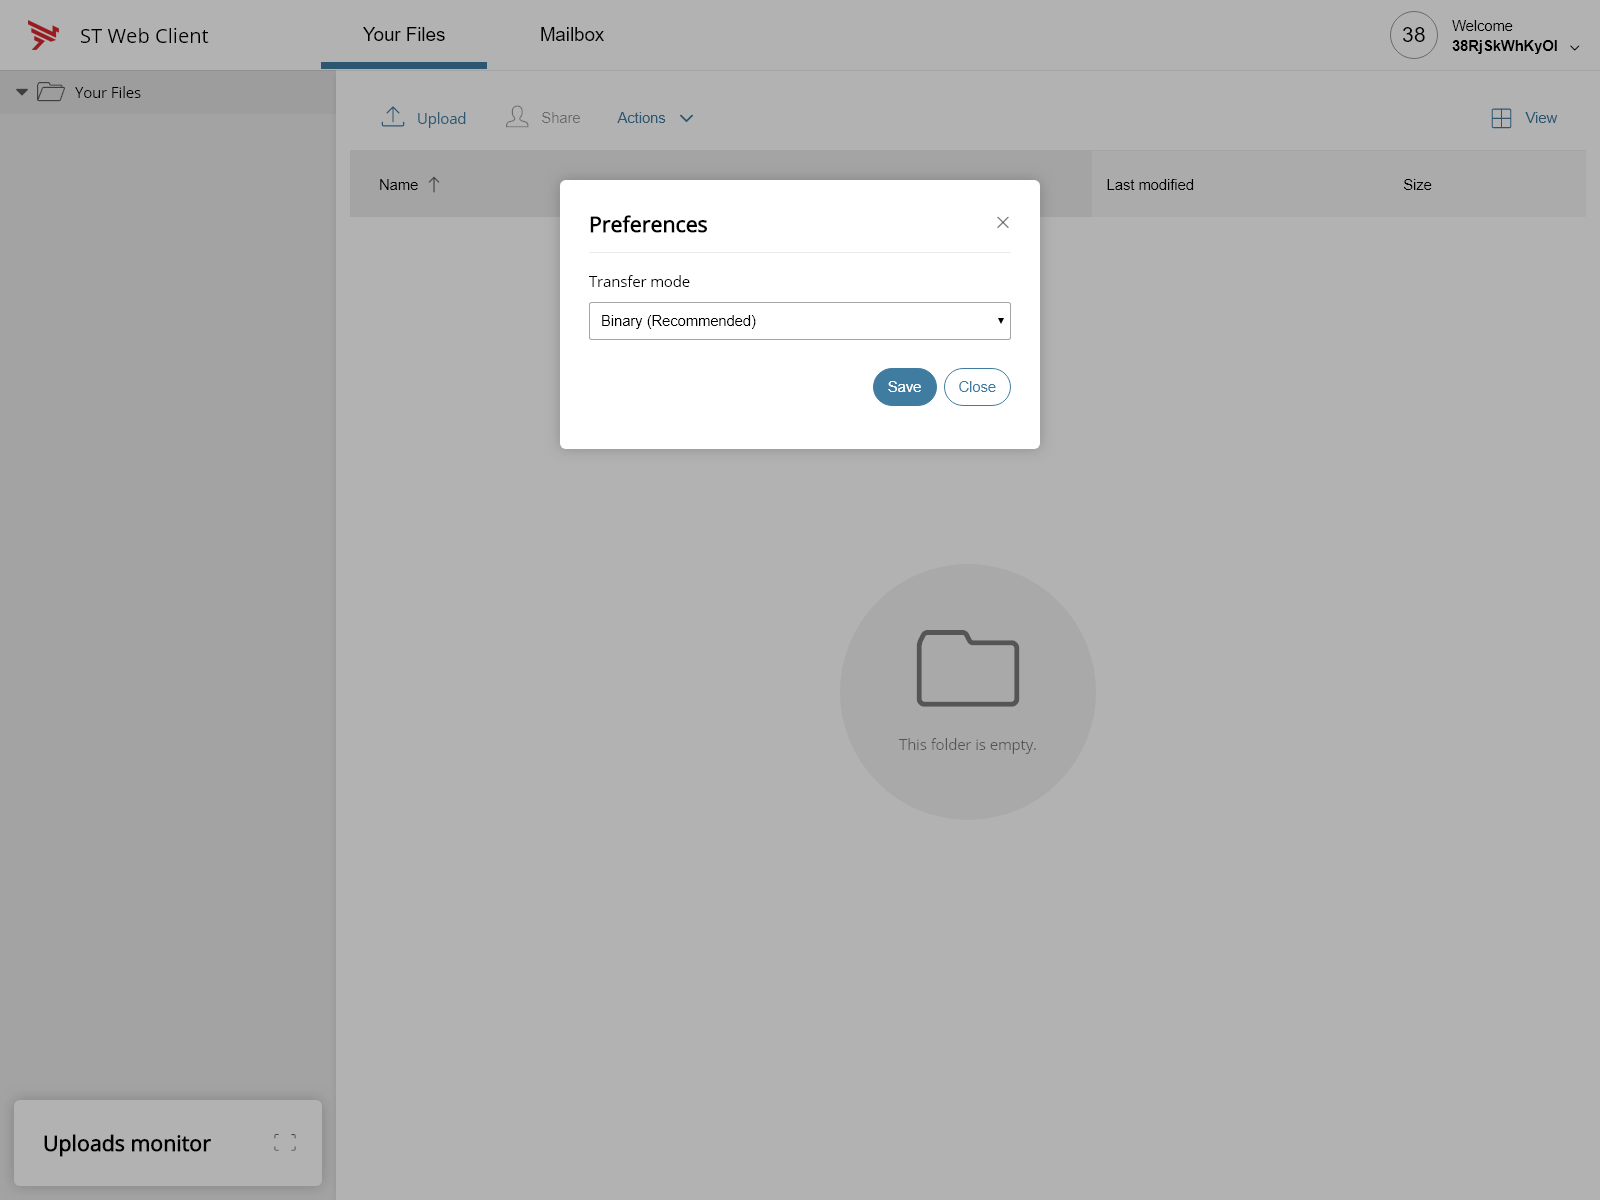 ST Web Client
Your Files
Mailbox
38
Welcome
38RjSkWhKyOI
Your Files
Upload
Share
Actions
View
Name
Last modified
Size
Preferences
Transfer mode
Binary (Recommended)
Save
Close
This folder is empty.
Uploads monitor